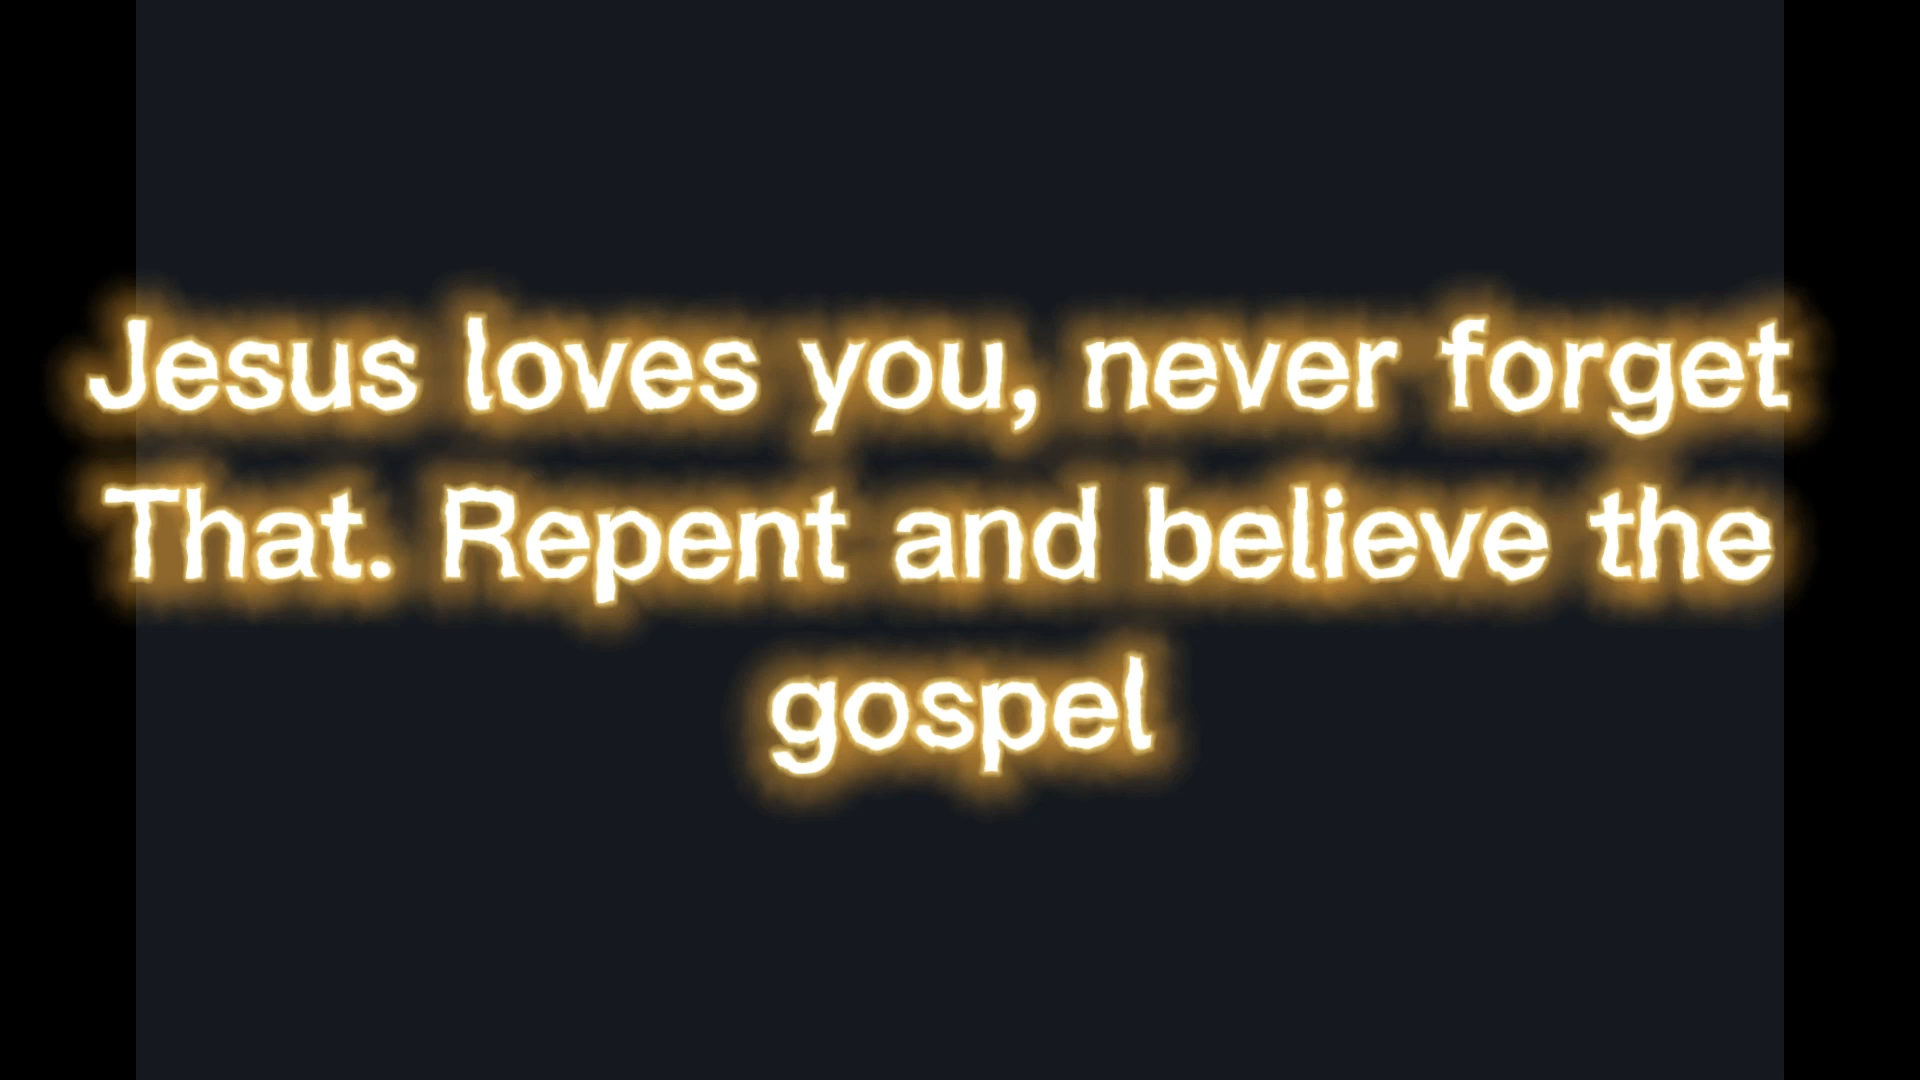 Jesus loves you, never forget
That. Repent and believe the
gospel